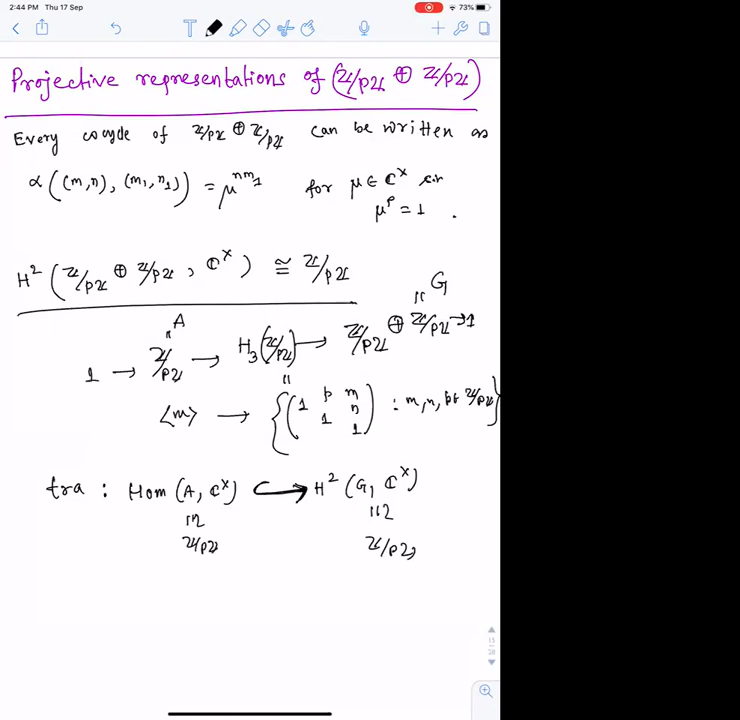 2:44 PM Thu 17 Sep 73%
Projective representations of (Z/pZ ⊕ Z/pZ)
Every cocycle of Z/pZ ⊕ Z/pZ can be written as
α((m,n), (m₁,n₁)) = μ^{nm₁} for μ ∈ ℂ^×
μ^p = 1 .
H² (Z/pZ ⊕ Z/pZ , ℂ^×) ≅ Z/pZ
A G
1 → Z/pZ → H₃(Z/pZ) → Z/pZ ⊕ Z/pZ → 1
⟨m⟩ → { ( 1 p m
1 n
1 ) : m, n, p ∈ Z/pZ }
tra : Hom (A, ℂ^×) ↪ H² (G, ℂ^×)
≅ ≅
Z/pZ Z/pZ